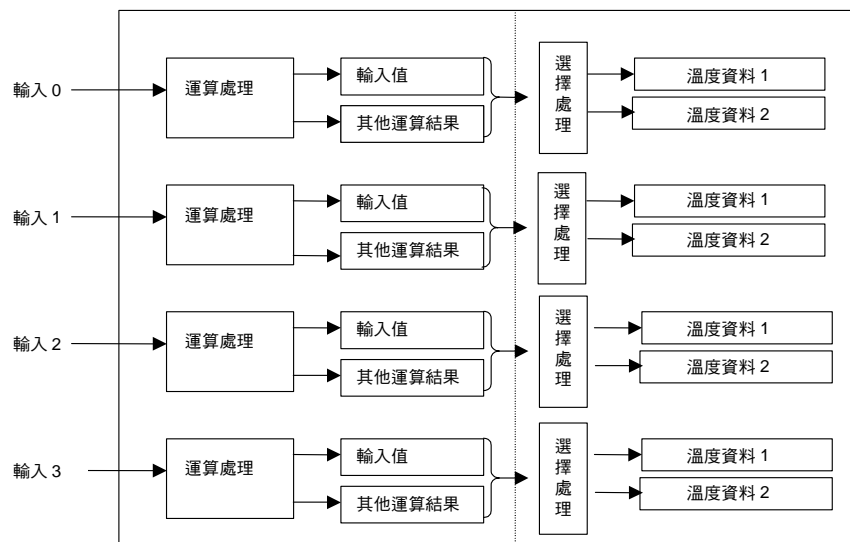 輸入 0
運算處理
輸入值
其他運算結果
選擇處理
溫度資料 1
溫度資料 2
輸入 1
運算處理
輸入值
其他運算結果
選擇處理
溫度資料 1
溫度資料 2
輸入 2
運算處理
輸入值
其他運算結果
選擇處理
溫度資料 1
溫度資料 2
輸入 3
運算處理
輸入值
其他運算結果
選擇處理
溫度資料 1
溫度資料 2